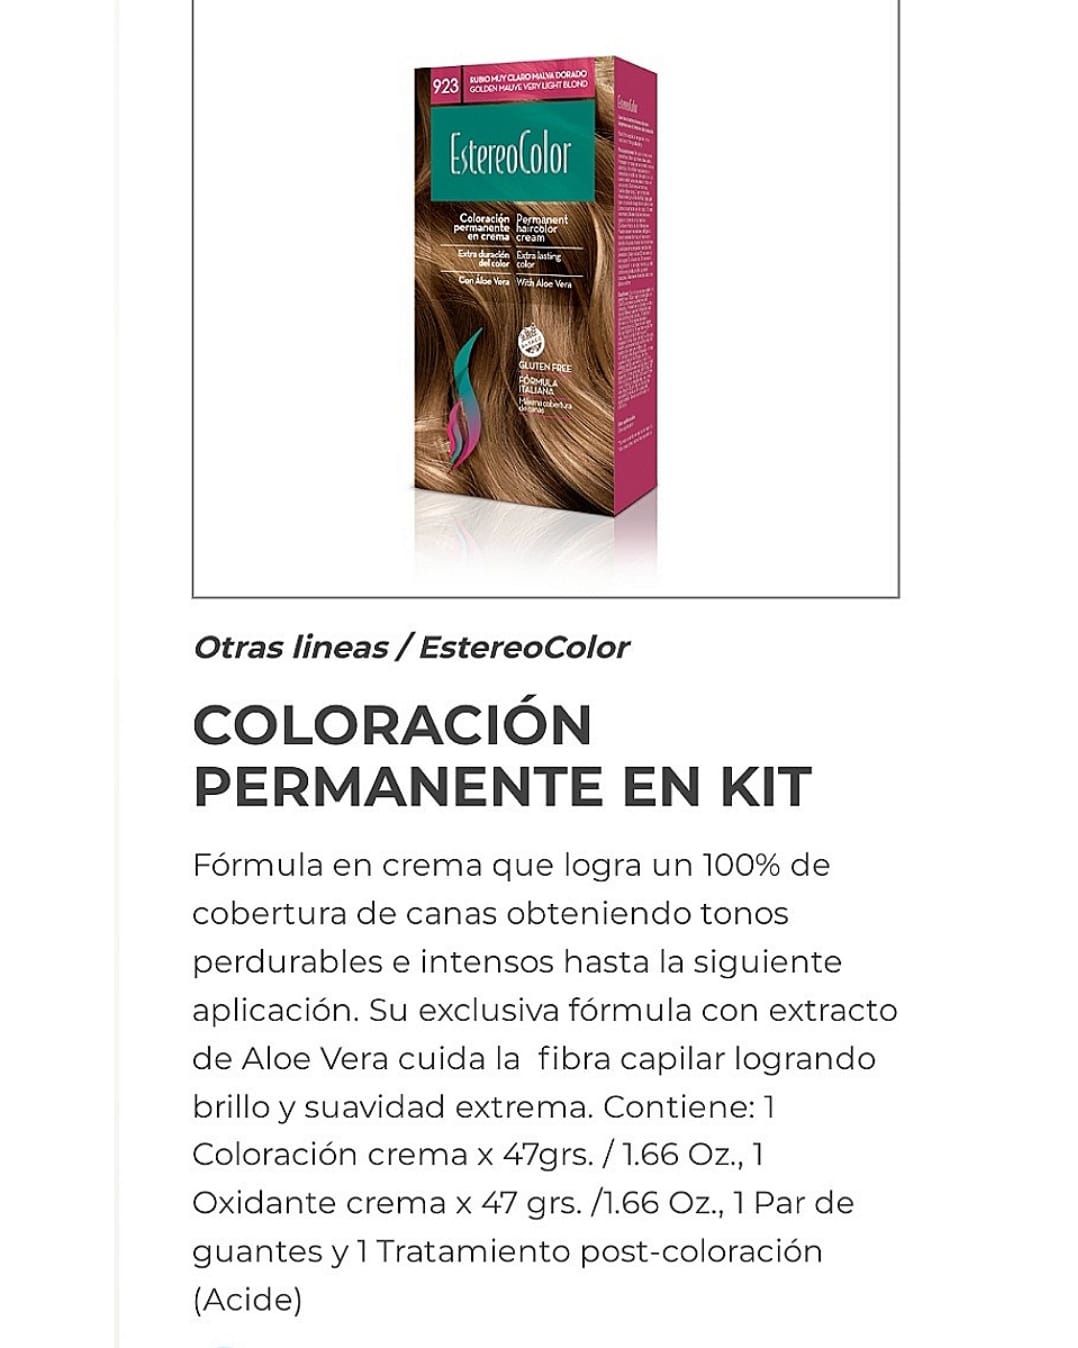 923
RUBIO MUY CLARO MALVA DORADO
GOLDEN MAUVE VERY LIGHT BLOND
EstereoColor
Coloración permanente en crema
Permanent haircolor cream
Extra duración del color
Extra lasting color
Con Aloe Vera
With Aloe Vera
GLUTEN FREE
FÓRMULA
ITALIANA
Máxima cobertura
de canas
EstereoColor
Otras lineas / EstereoColor
COLORACIÓN
PERMANENTE EN KIT
Fórmula en crema que logra un 100% de
cobertura de canas obteniendo tonos
perdurables e intensos hasta la siguiente
aplicación. Su exclusiva fórmula con extracto
de Aloe Vera cuida la  fibra capilar logrando
brillo y suavidad extrema. Contiene: 1
Coloración crema x 47grs. / 1.66 Oz., 1
Oxidante crema x 47 grs. /1.66 Oz., 1 Par de
guantes y 1 Tratamiento post-coloración
(Acide)